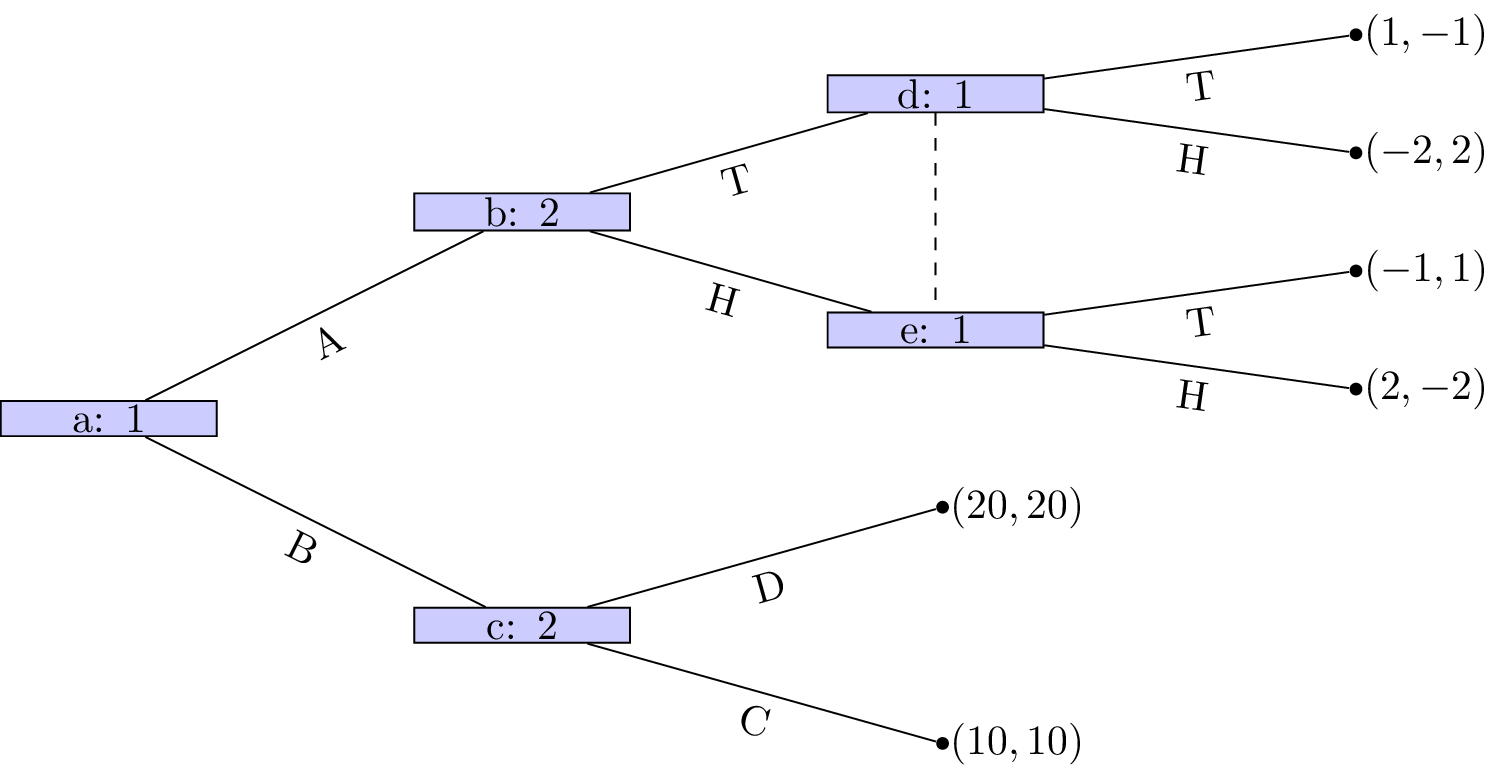 (1, −1)
d: 1
T
H
(−2, 2)
b: 2
T
H
(−1, 1)
e: 1
T
H
(2, −2)
A
a: 1
B
(20, 20)
D
c: 2
C
(10, 10)